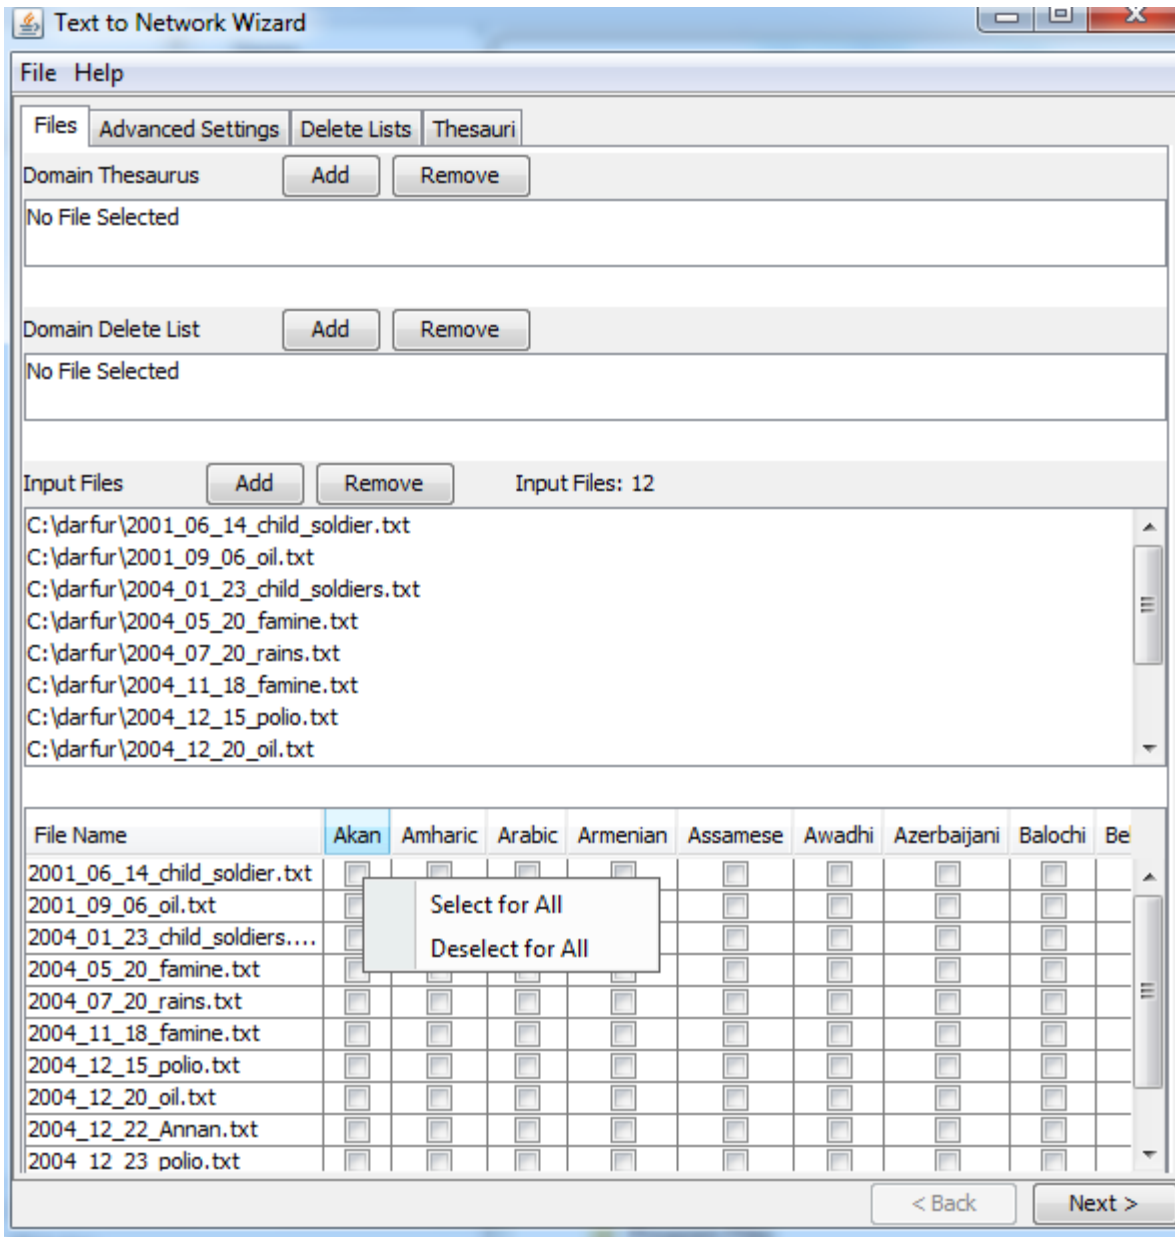 Text to Network Wizard
File Help
Files Advanced Settings Delete Lists Thesauri
Domain Thesaurus Add Remove
No File Selected
Domain Delete List Add Remove
No File Selected
Input Files Add Remove Input Files: 12
C:\darfur\2001_06_14_child_soldier.txt
C:\darfur\2001_09_06_oil.txt
C:\darfur\2004_01_23_child_soldiers.txt
C:\darfur\2004_05_20_famine.txt
C:\darfur\2004_07_20_rains.txt
C:\darfur\2004_11_18_famine.txt
C:\darfur\2004_12_15_polio.txt
C:\darfur\2004_12_20_oil.txt
File Name Akan Amharic Arabic Armenian Assamese Awadhi Azerbaijani Balochi
2001_06_14_child_soldier.txt
2001_09_06_oil.txt Select for All
2004_01_23_child_soldiers.... Deselect for All
2004_05_20_famine.txt
2004_07_20_rains.txt
2004_11_18_famine.txt
2004_12_15_polio.txt
2004_12_20_oil.txt
2004_12_22_Annan.txt
2004_12_23_polio.txt
< Back Next >